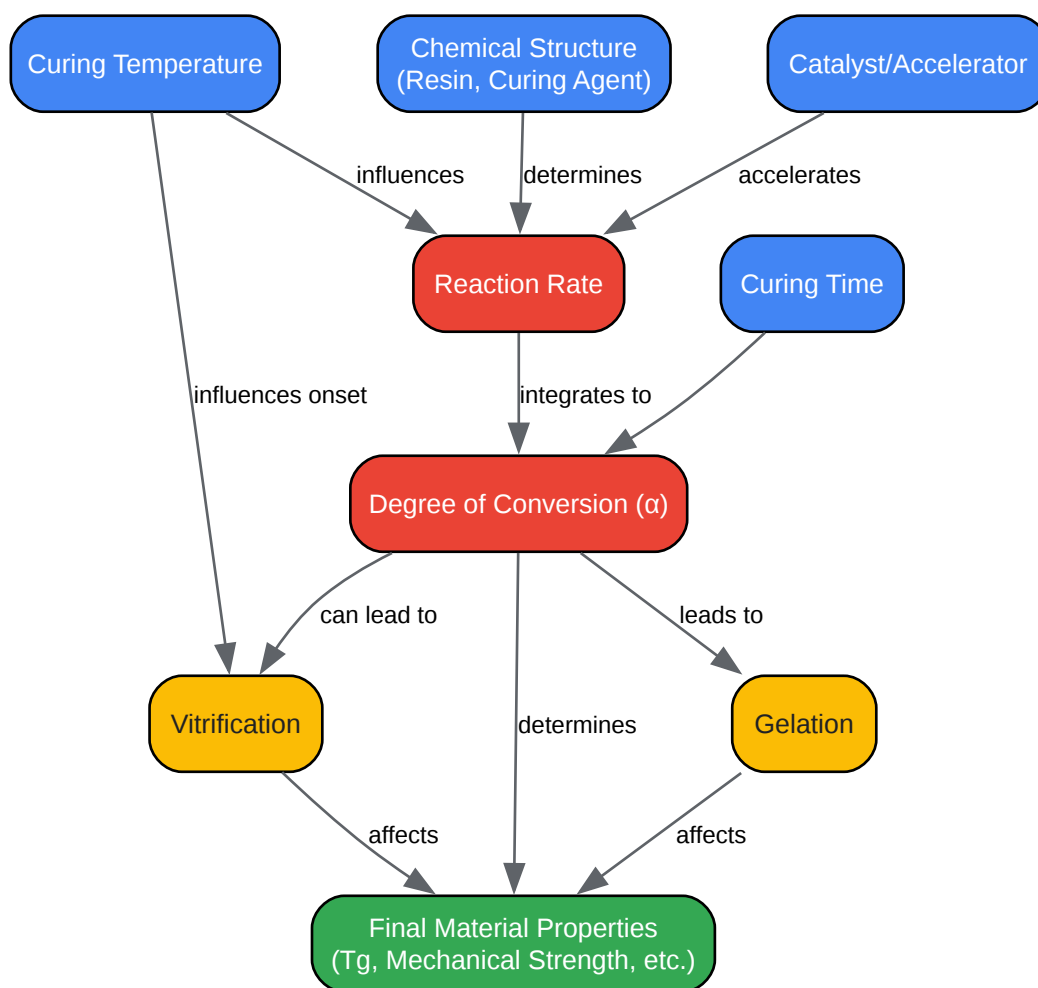 Curing Temperature
Chemical Structure
(Resin, Curing Agent)
Catalyst/Accelerator
influences
determines
accelerates
Reaction Rate
Curing Time
influences onset
integrates to
Degree of Conversion (α)
can lead to
leads to
Vitrification
determines
Gelation
affects
affects
Final Material Properties
(Tg, Mechanical Strength, etc.)